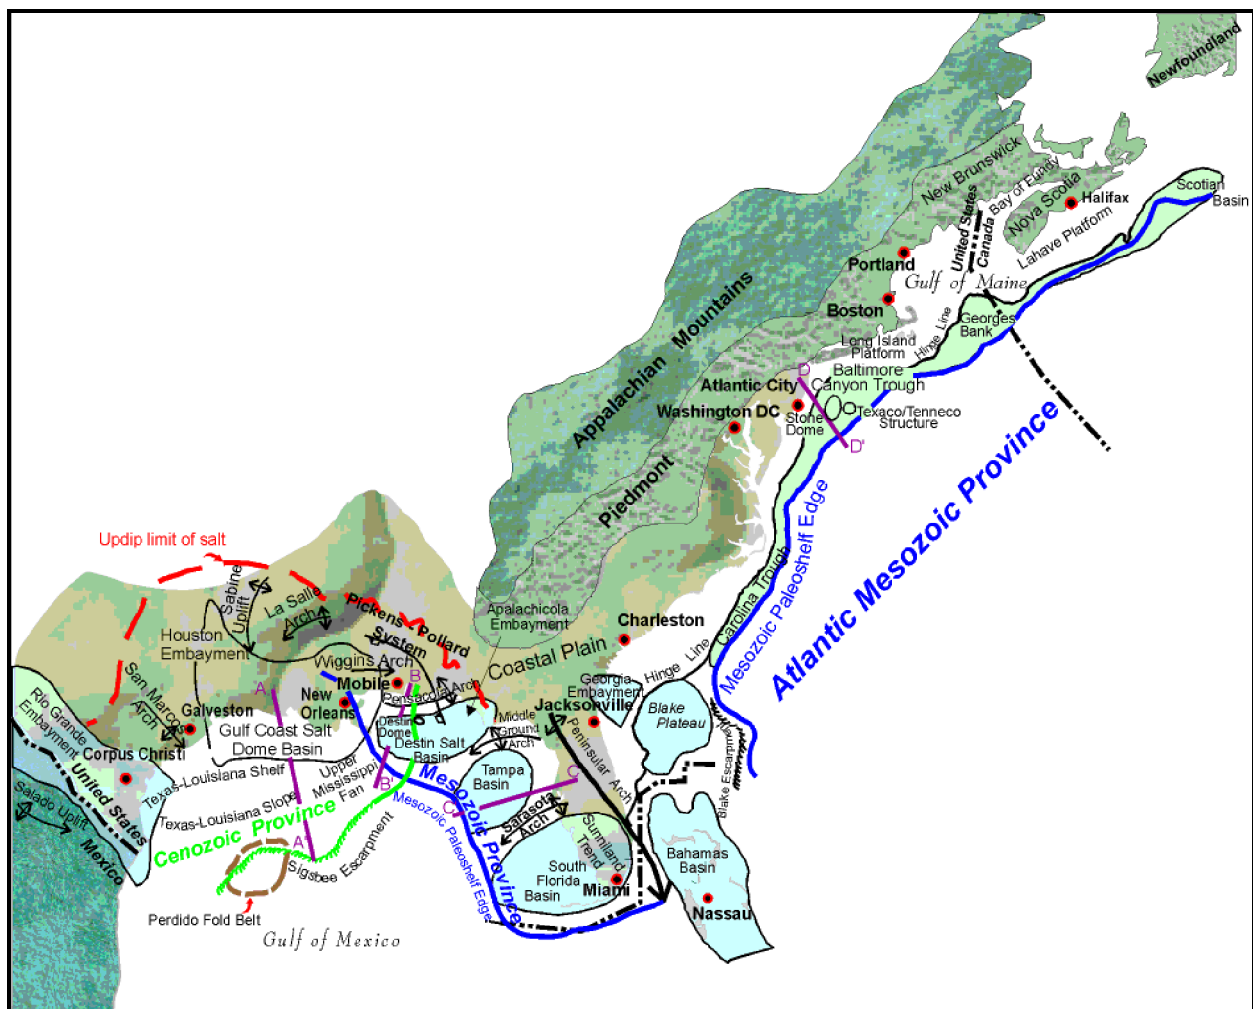 Newfoundland
New Brunswick
Bay of Fundy
Nova Scotia
Halifax
Scotian
Basin
United States
Canada
Lahave Platform
Portland
Gulf of Maine
Boston
Georges
Bank
Hinge Line
Long Island
Platform
Appalachian Mountains
Baltimore
Canyon Trough
D
Atlantic City
Washington DC
Stone
Dome
Texaco/Tenneco
Structure
D'
Piedmont
Atlantic Mesozoic Province
Mesozoic Paleoshelf Edge
Carolina Trough
Updip limit of salt
Sabine
Uplift
La Salle
Arch
Pickens - Pollard
System
Apalachicola
Embayment
Charleston
Coastal Plain
Hinge Line
Houston
Embayment
Wiggins Arch
Mobile
B
Pensacola Arch
Georgia
Embayment
Jacksonville
Blake
Plateau
Blake Escarpment
San Marcos
Arch
Rio Grande
Embayment
Galveston
A
New
Orleans
Gulf Coast Salt
Dome Basin
Destin
Dome
Destin Salt
Basin
Middle
Ground
Arch
Peninsular Arch
Corpus Christi
Texas-Louisiana Shelf
Upper
Mississippi
Fan
B'
Mesozoic Province
Tampa
Basin
C
C'
United States
Mexico
Salado Uplift
Texas-Louisiana Slope
Cenozoic Province
A'
Sigsbee Escarpment
Mesozoic Paleoshelf Edge
Sarasota
Arch
Sunniland
Trend
South
Florida
Basin
Miami
Bahamas
Basin
Nassau
Perdido Fold Belt
Gulf of Mexico